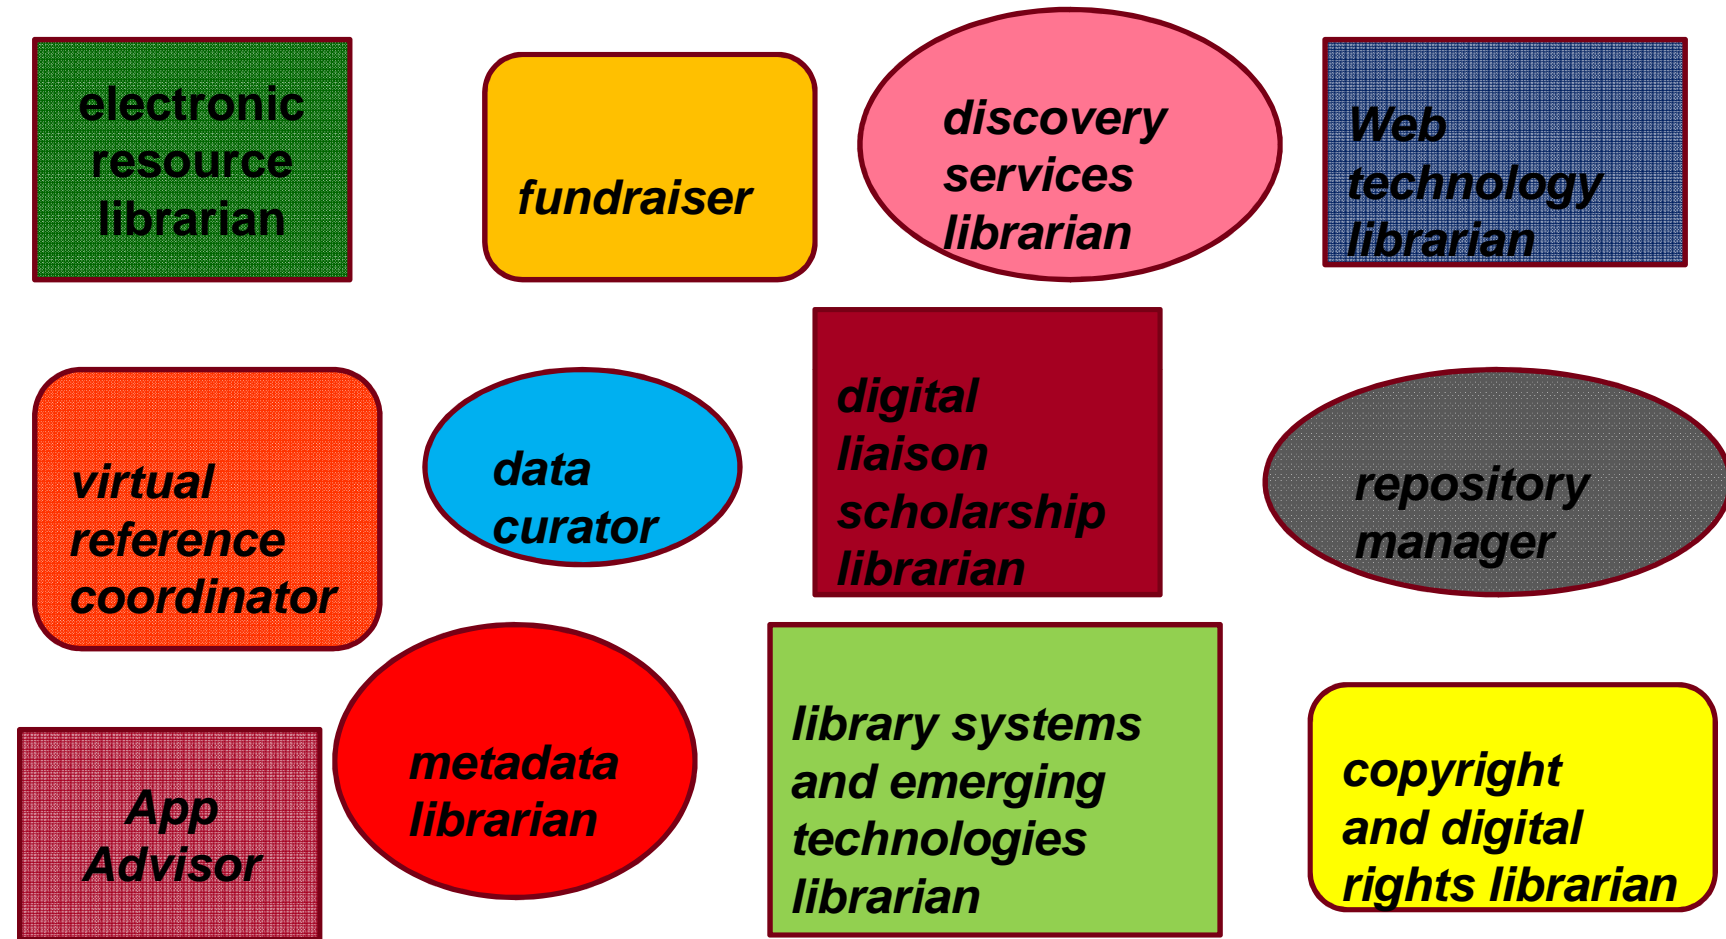 electronic
resource
librarian
fundraiser
discovery
services
librarian
Web
technology
librarian
virtual
reference
coordinator
data
curator
digital
liaison
scholarship
librarian
repository
manager
App
Advisor
metadata
librarian
library systems
and emerging
technologies
librarian
copyright
and digital
rights librarian